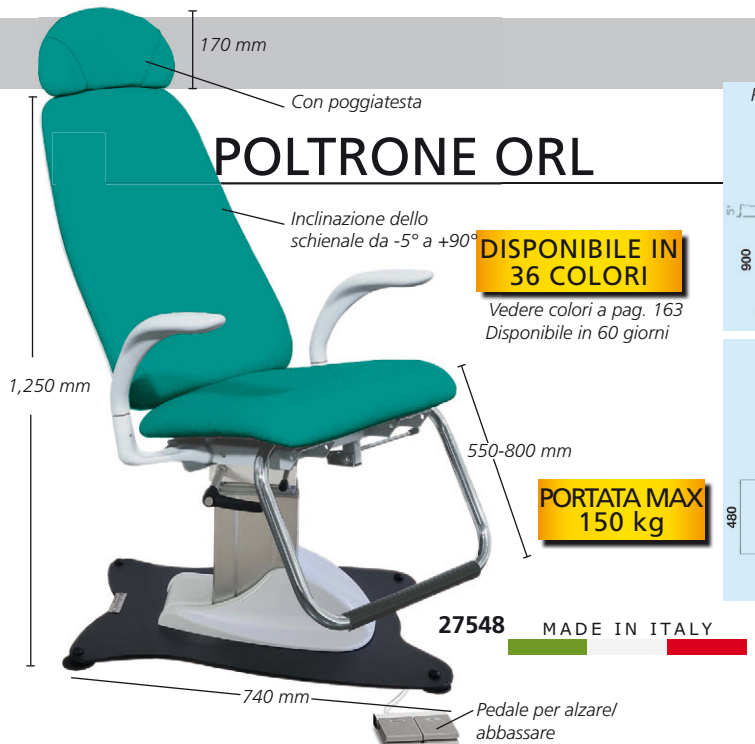 170 mm
Con poggiatesta
POLTRONE ORL
Inclinazione dello
schienale da -5° a +90°
DISPONIBILE IN
36 COLORI
Vedere colori a pag. 163
Disponibile in 60 giorni
5°
900
1,250 mm
550-800 mm
PORTATA MAX
150 kg
480
27548
MADE IN ITALY
740 mm
Pedale per alzare/
abbassare